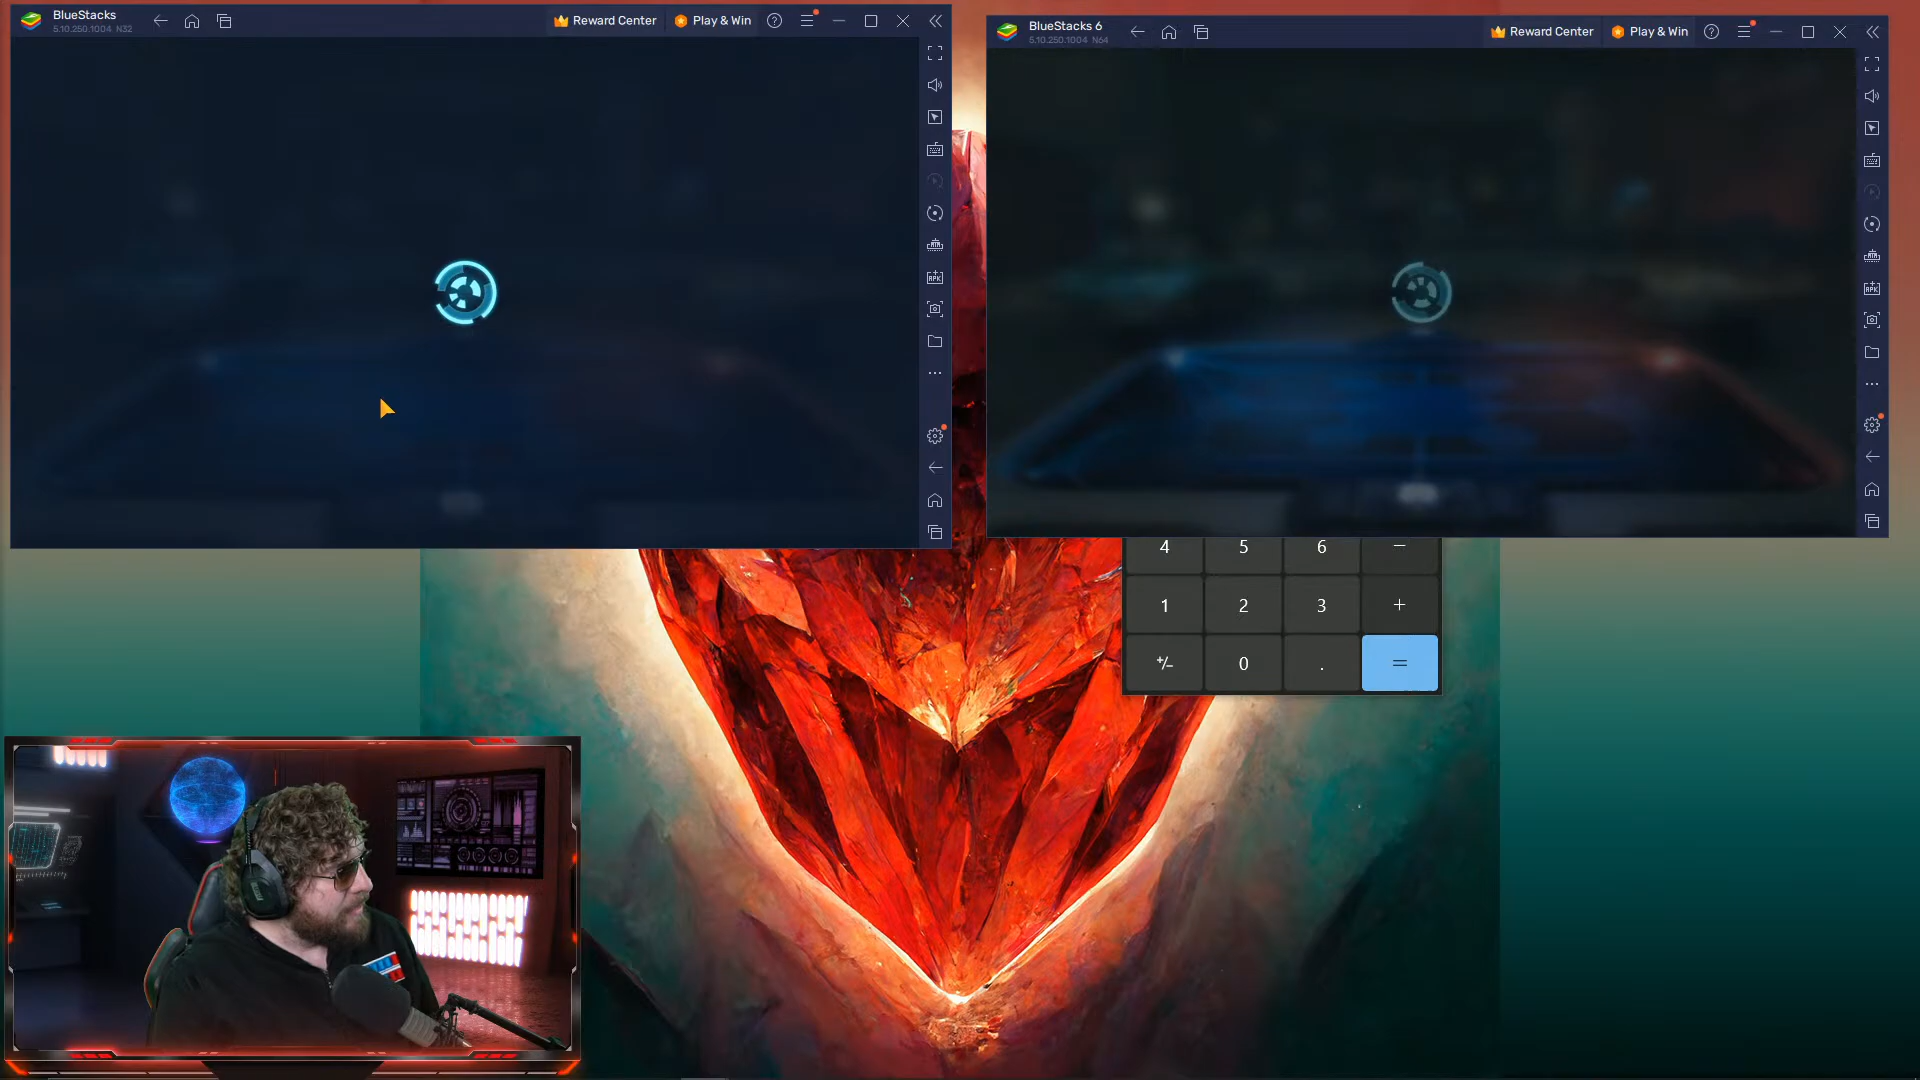 BlueStacks
5.10.250.1004 N32
Reward Center
Play & Win
BlueStacks 6
5.10.250.1004 N64
Reward Center
Play & Win
4 5 6 −
1 2 3 +
+/− 0 . =